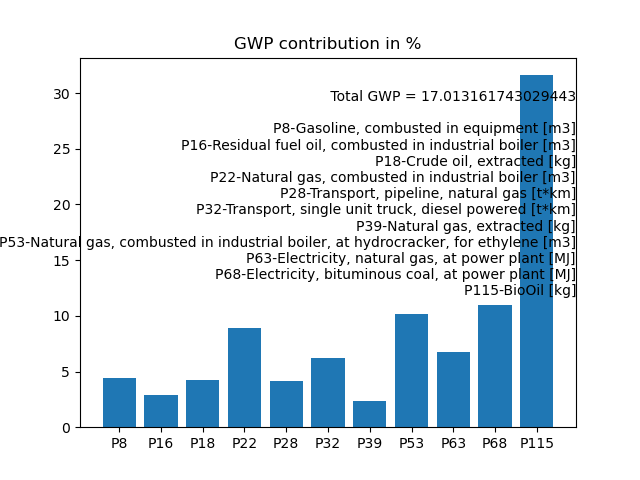 GWP contribution in %
Total GWP = 17.013161743029443
P8-Gasoline, combusted in equipment [m3]
P16-Residual fuel oil, combusted in industrial boiler [m3]
P18-Crude oil, extracted [kg]
P22-Natural gas, combusted in industrial boiler [m3]
P28-Transport, pipeline, natural gas [t*km]
P32-Transport, single unit truck, diesel powered [t*km]
P39-Natural gas, extracted [kg]
P53-Natural gas, combusted in industrial boiler, at hydrocracker, for ethylene [m3]
P63-Electricity, natural gas, at power plant [MJ]
P68-Electricity, bituminous coal, at power plant [MJ]
P115-BioOil [kg]
30
25
20
15
10
5
0
P8 P16 P18 P22 P28 P32 P39 P53 P63 P68 P115